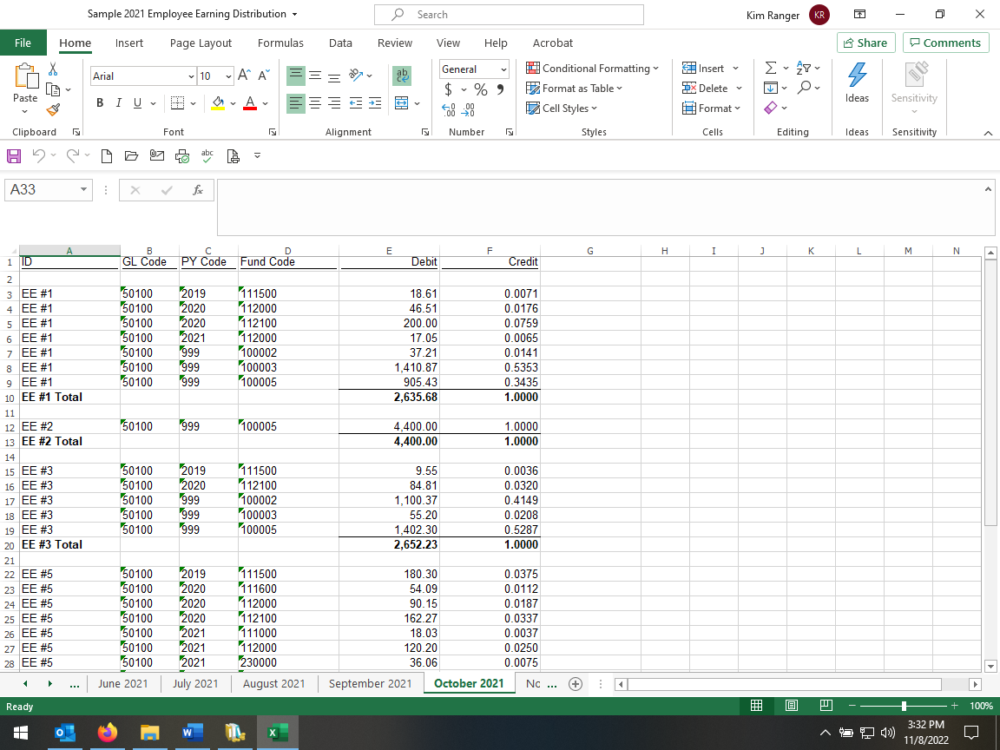 Sample 2021 Employee Earning Distribution
Search
Kim Ranger KR
File Home Insert Page Layout Formulas Data Review View Help Acrobat Share Comments
Paste
Arial 10 A A
B I U A
ab
General
$ % 9
.00 .00
Conditional Formatting
Format as Table
Cell Styles
Insert
Delete
Format
Ideas
Sensitivity
Clipboard Font Alignment Number Styles Cells Editing Ideas Sensitivity
abc
A33 fx
A B C D E F G H I J K L M N
1 ID GL Code PY Code Fund Code Debit Credit
2
3 EE #1 50100 2019 111500 18.61 0.0071
4 EE #1 50100 2020 112000 46.51 0.0176
5 EE #1 50100 2020 112100 200.00 0.0759
6 EE #1 50100 2021 112000 17.05 0.0065
7 EE #1 50100 999 100002 37.21 0.0141
8 EE #1 50100 999 100003 1,410.87 0.5353
9 EE #1 50100 999 100005 905.43 0.3435
10 EE #1 Total 2,635.68 1.0000
11
12 EE #2 50100 999 100005 4,400.00 1.0000
13 EE #2 Total 4,400.00 1.0000
14
15 EE #3 50100 2019 111500 9.55 0.0036
16 EE #3 50100 2020 112100 84.81 0.0320
17 EE #3 50100 999 100002 1,100.37 0.4149
18 EE #3 50100 999 100003 55.20 0.0208
19 EE #3 50100 999 100005 1,402.30 0.5287
20 EE #3 Total 2,652.23 1.0000
21
22 EE #5 50100 2019 111500 180.30 0.0375
23 EE #5 50100 2020 111600 54.09 0.0112
24 EE #5 50100 2020 112000 90.15 0.0187
25 EE #5 50100 2020 112100 162.27 0.0337
26 EE #5 50100 2021 111000 18.03 0.0037
27 EE #5 50100 2021 112000 120.20 0.0250
28 EE #5 50100 2021 230000 36.06 0.0075
... June 2021 July 2021 August 2021 September 2021 October 2021 No ...
Ready 100%
3:32 PM
11/8/2022